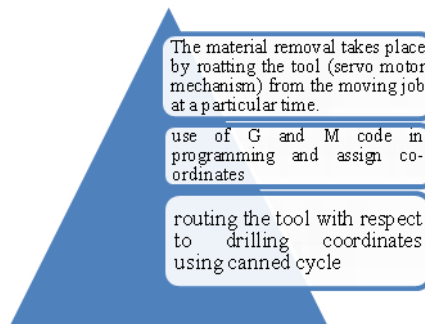 The material removal takes place
by roatting the tool (servo motor
mechanism) from the moving job
at a particular time.
use of G and M code in
programming and assign co-
ordinates
routing the tool with respect
to drilling coordinates
using canned cycle